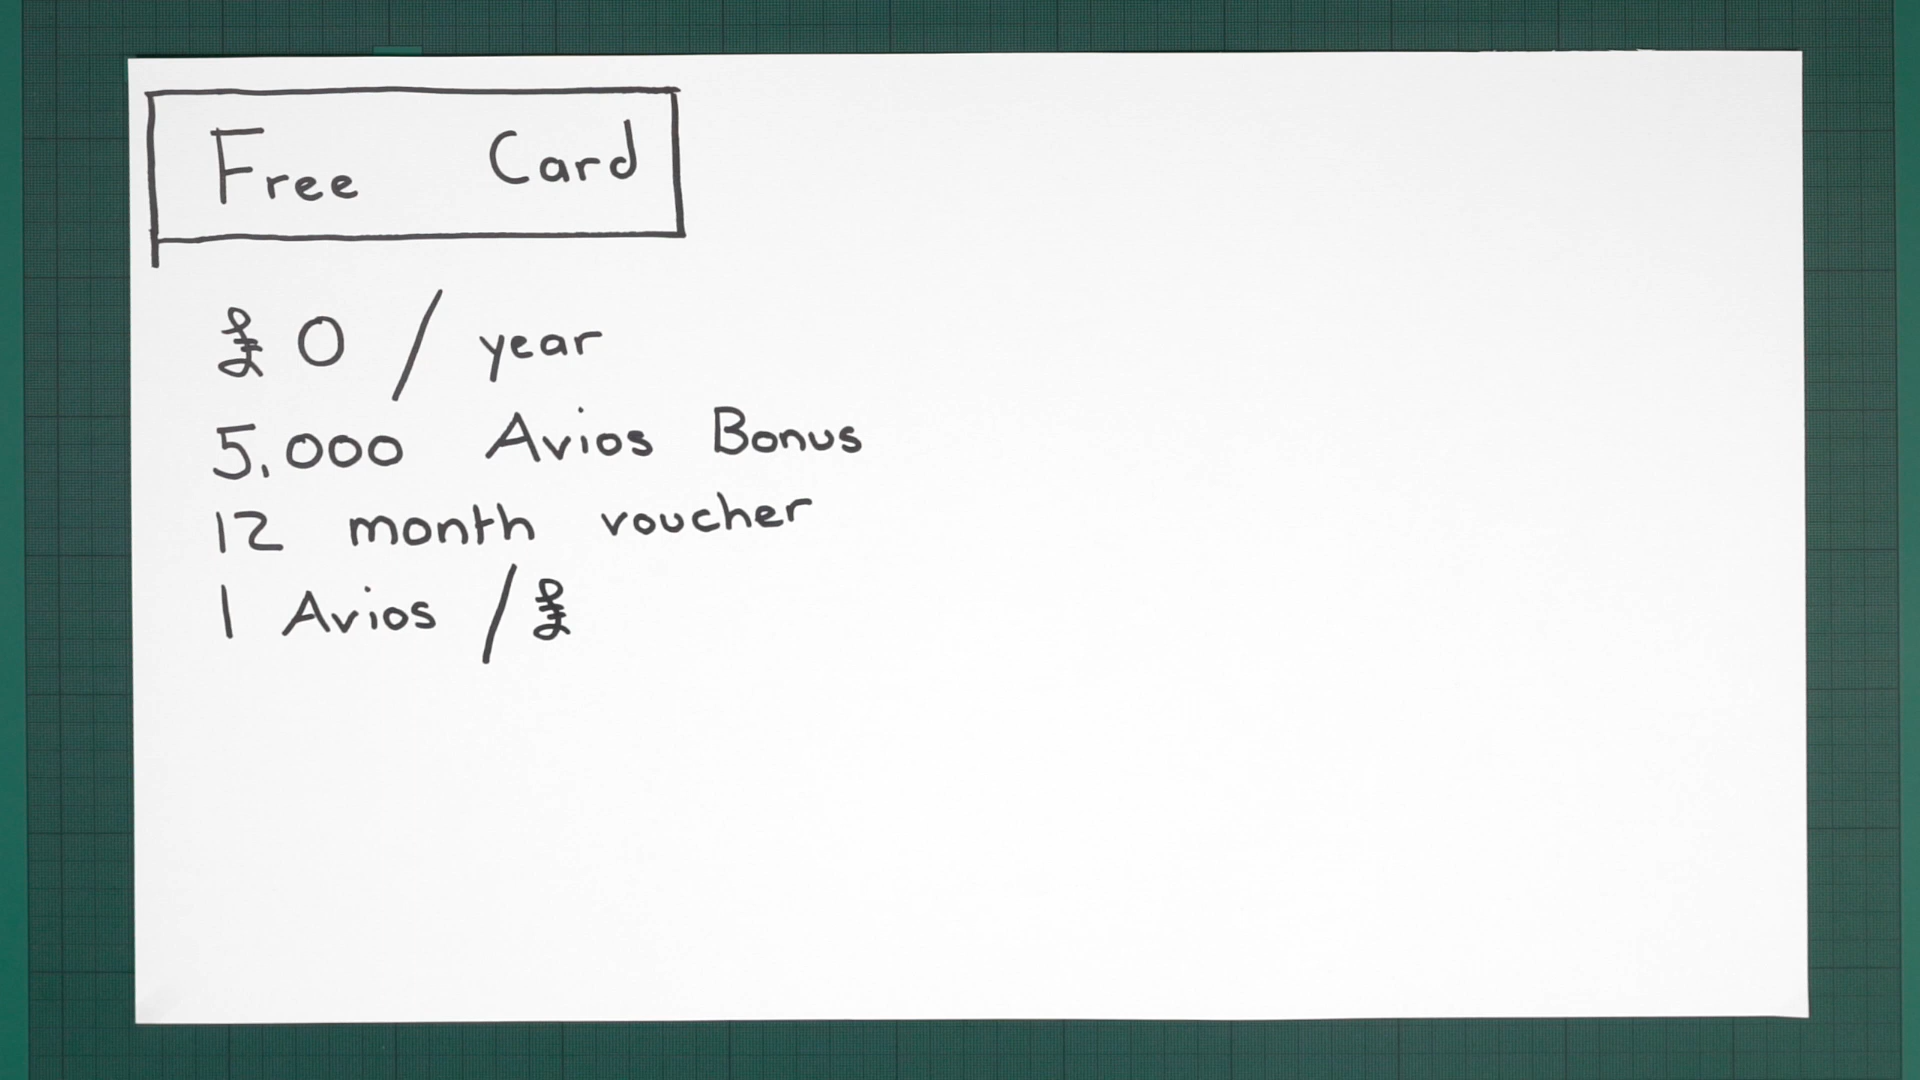 Free Card
£0 / year
5,000 Avios Bonus
12 month voucher
1 Avios / £